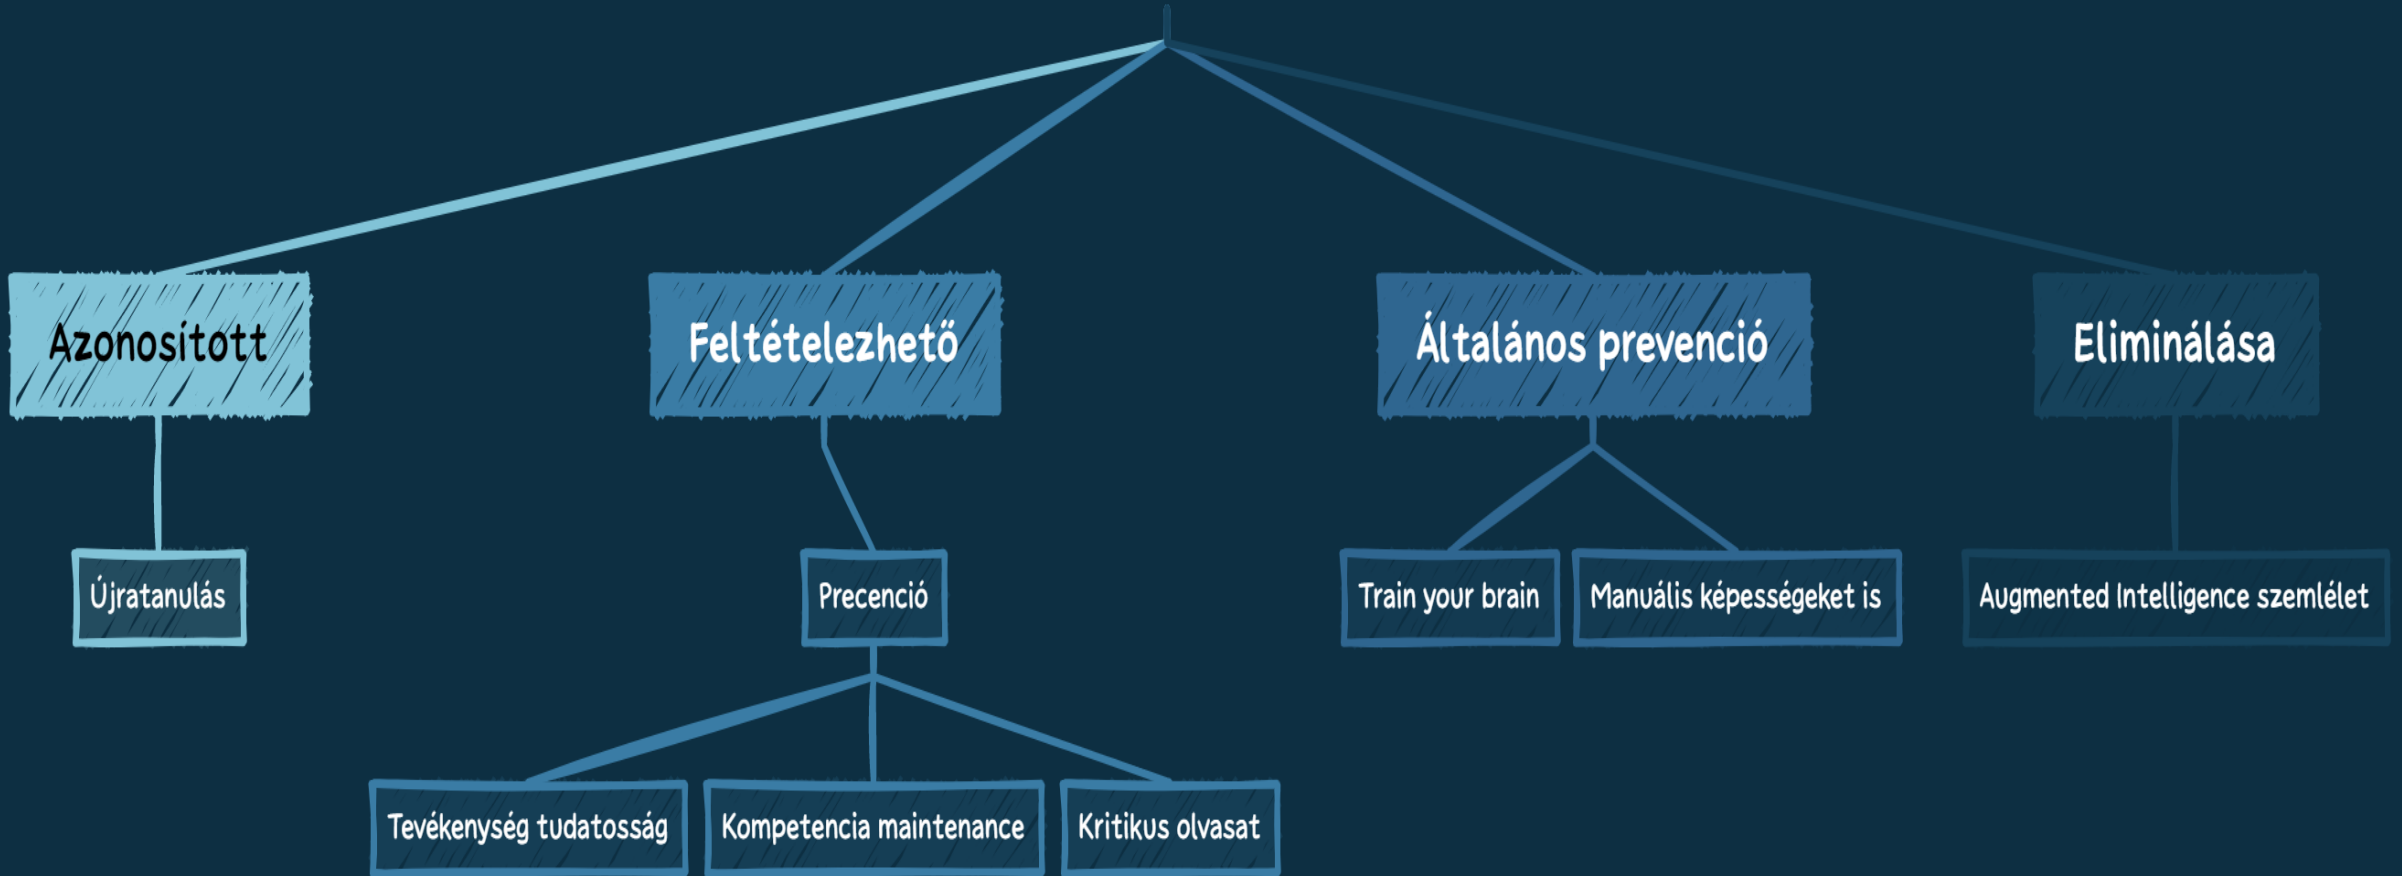 Azonosított
Feltételezhető
Általános prevenció
Eliminálása
Újratanulás
Precenció
Train your brain
Manuális képességeket is
Augmented Intelligence szemlélet
Tevékenység tudatosság
Kompetencia maintenance
Kritikus olvasat